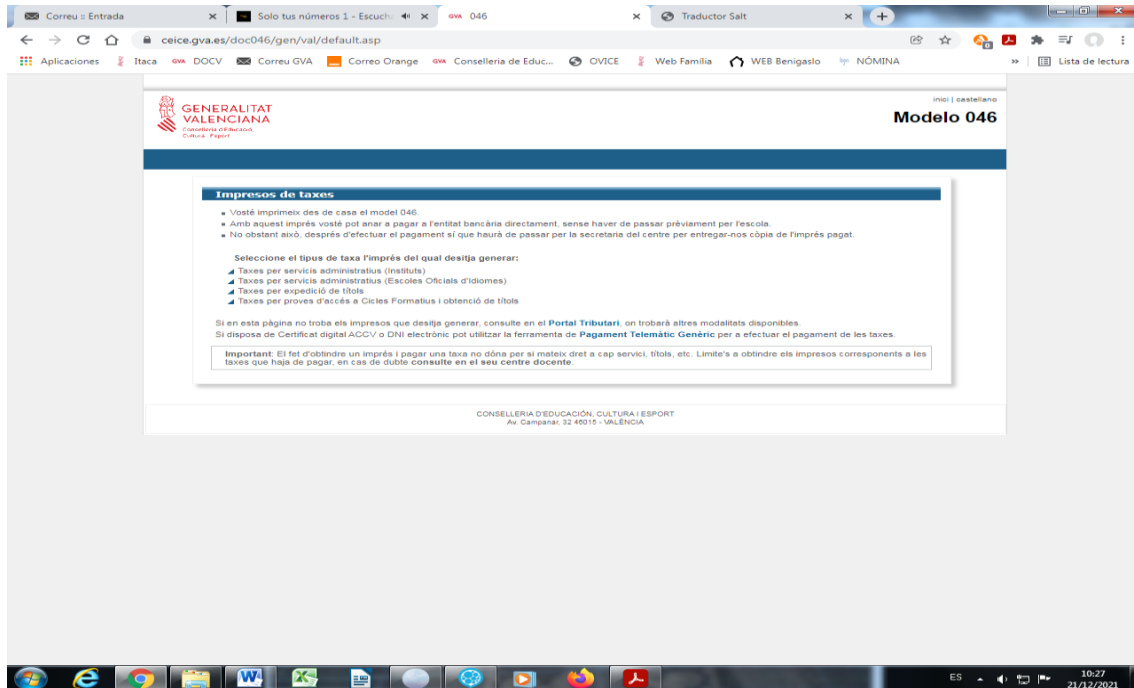 Correu :: Entrada
Solo tus números 1 - Escucha
GVA 046
Traductor Salt
ceice.gva.es/doc046/gen/val/default.asp
Aplicaciones Itaca GVA DOCV Correu GVA Correo Orange GVA Conselleria de Educ... OVICE Web Família WEB Benigaslo NÓMINA » Lista de lectura
inici | castellano
GENERALITAT
VALENCIANA
Conselleria d'Educació,
Cultura i Esport
Modelo 046
Impresos de taxes
Vosté imprimeix des de casa el model 046.
Amb aquest imprés vosté pot anar a pagar a l'entitat bancària directament, sense haver de passar prèviament per l'escola.
No obstant això, després d'efectuar el pagament sí que haurà de passar per la secretaria del centre per entregar-nos còpia de l'imprés pagat.
Seleccione el tipus de taxa l'imprés del qual desitja generar:
Taxes per servicis administratius (Instituts)
Taxes per servicis administratius (Escoles Oficials d'Idiomes)
Taxes per expedició de títols
Taxes per proves d'accés a Cicles Formatius i obtenció de títols
Si en esta pàgina no troba els impresos que desitja generar, consulte en el Portal Tributari, on trobarà altres modalitats disponibles.
Si disposa de Certificat digital ACCV o DNI electrònic pot utilitzar la ferramenta de Pagament Telemàtic Genèric per a efectuar el pagament de les taxes.
Important: El fet d'obtindre un imprés i pagar una taxa no dóna per si mateix dret a cap servici, títols, etc. Limite's a obtindre els impresos corresponents a les
taxes que haja de pagar, en cas de dubte consulte en el seu centre docente.
CONSELLERIA D'EDUCACIÓN, CULTURA I ESPORT
Av. Campanar, 32 46015 - VALÈNCIA
ES
10:27
21/12/2021